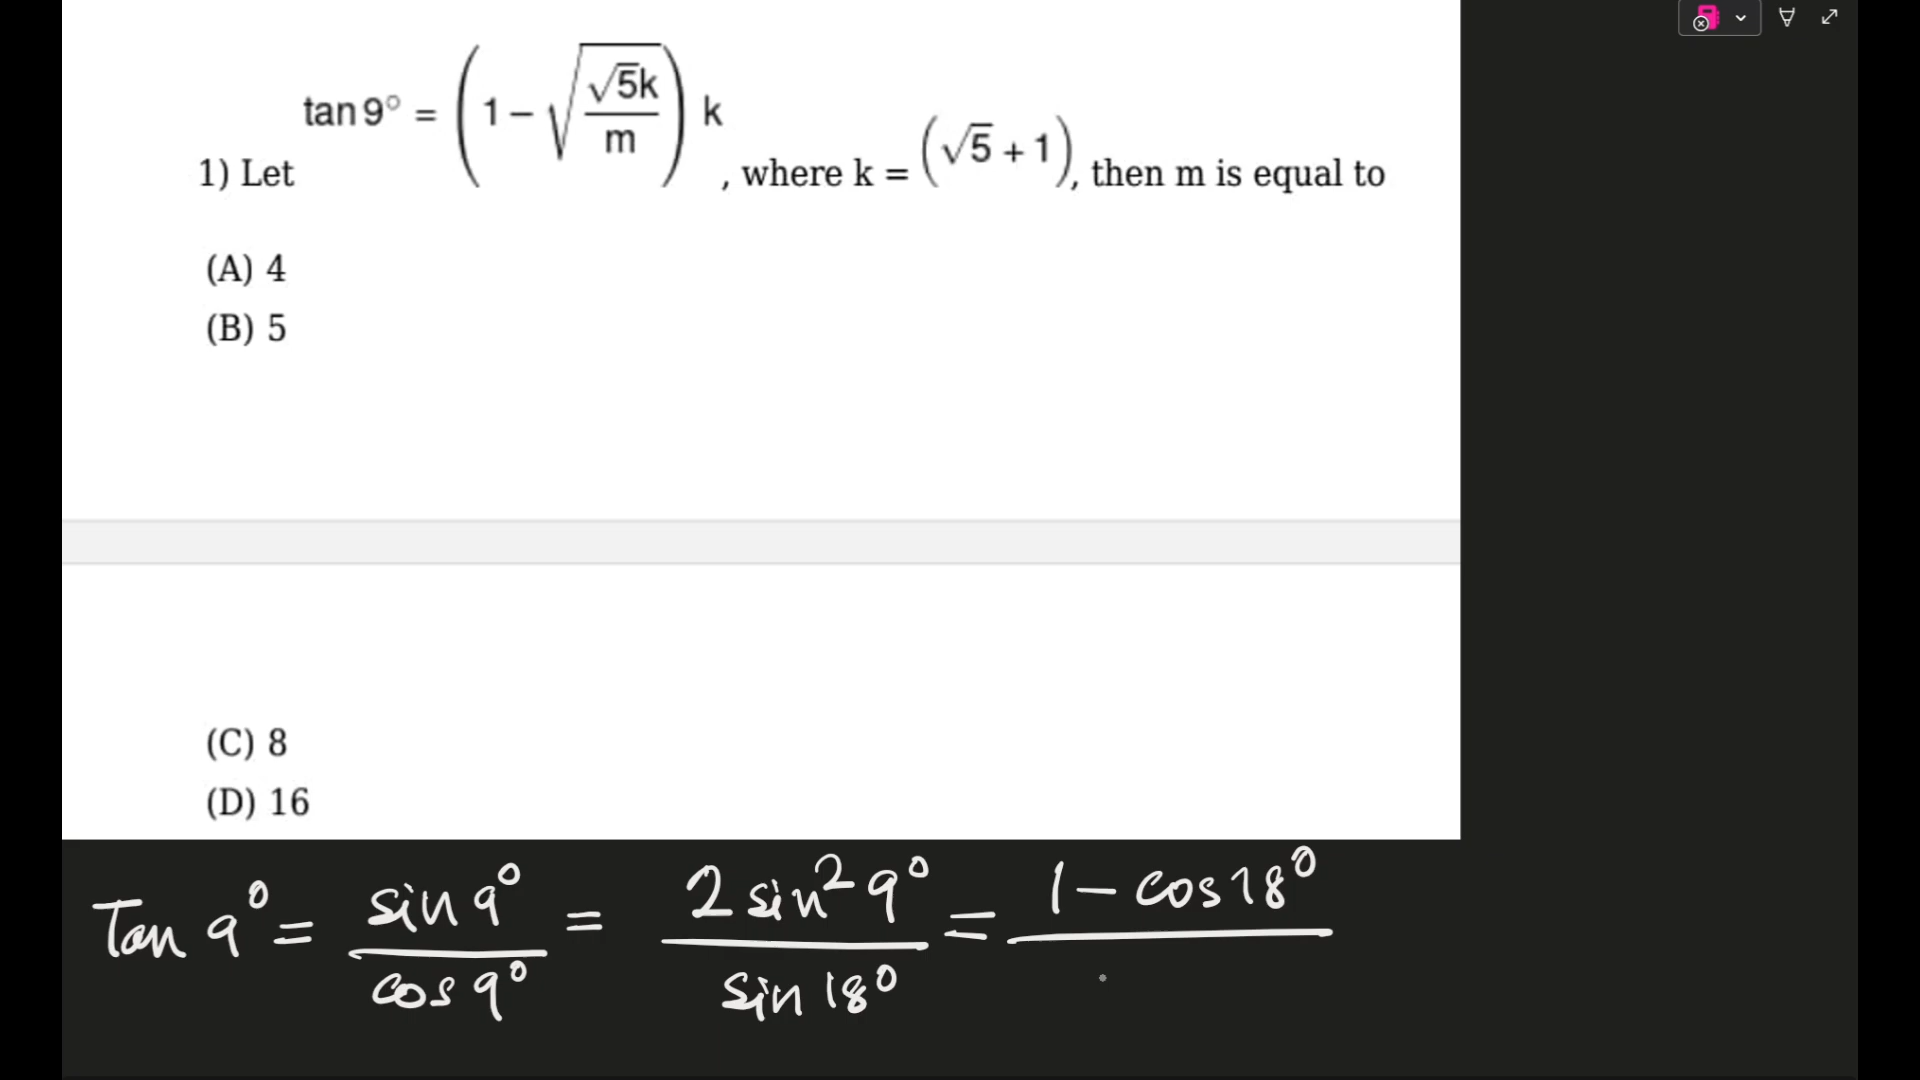 1) Let tan 9° = (1 − √(√5k/m)) k, where k = (√5 + 1), then m is equal to
(A) 4
(B) 5
(C) 8
(D) 16
Tan 9° = sin 9° / cos 9° = 2 sin² 9° / sin 18° = 1 − cos 18° /